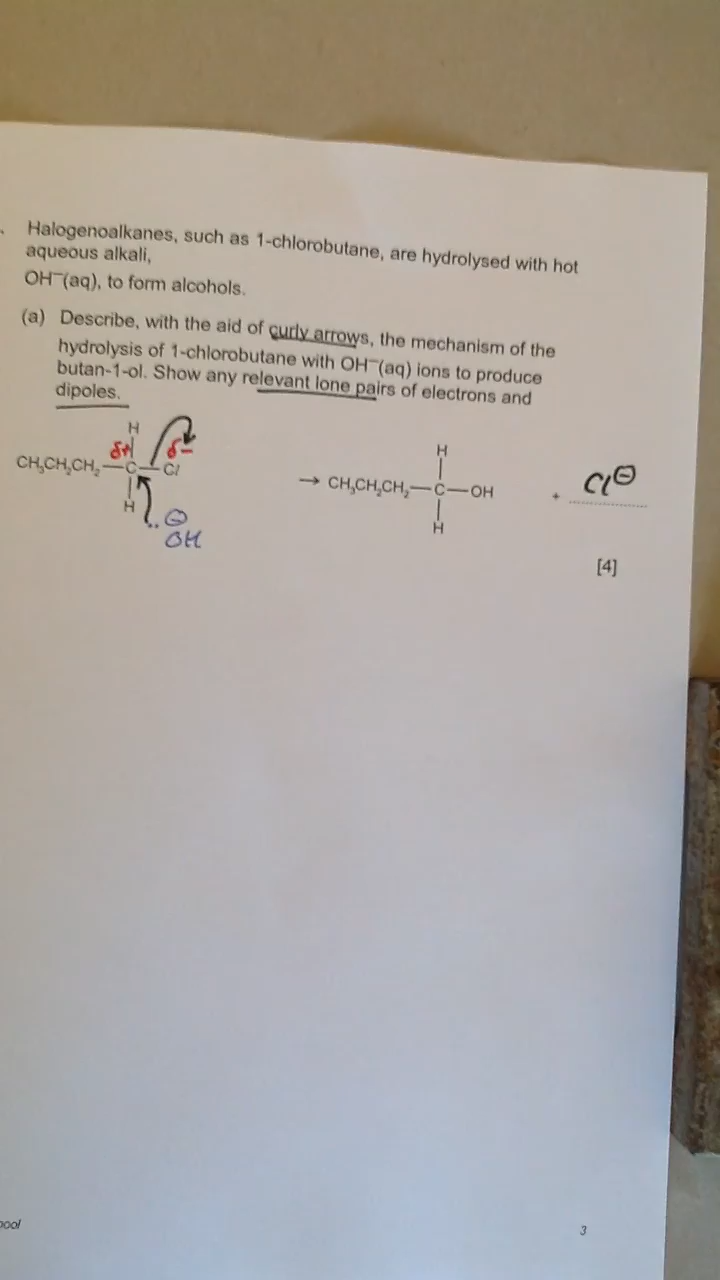 Halogenoalkanes, such as 1-chlorobutane, are hydrolysed with hot
aqueous alkali,
OH⁻(aq), to form alcohols.
(a) Describe, with the aid of curly arrows, the mechanism of the
hydrolysis of 1-chlorobutane with OH⁻(aq) ions to produce
butan-1-ol. Show any relevant lone pairs of electrons and
dipoles.
H
δ+ δ−
CH₃CH₂CH₂—C—Cl
H
⊖
OH
H
→ CH₃CH₂CH₂—C—OH + Cl⊖
H
[4]
3